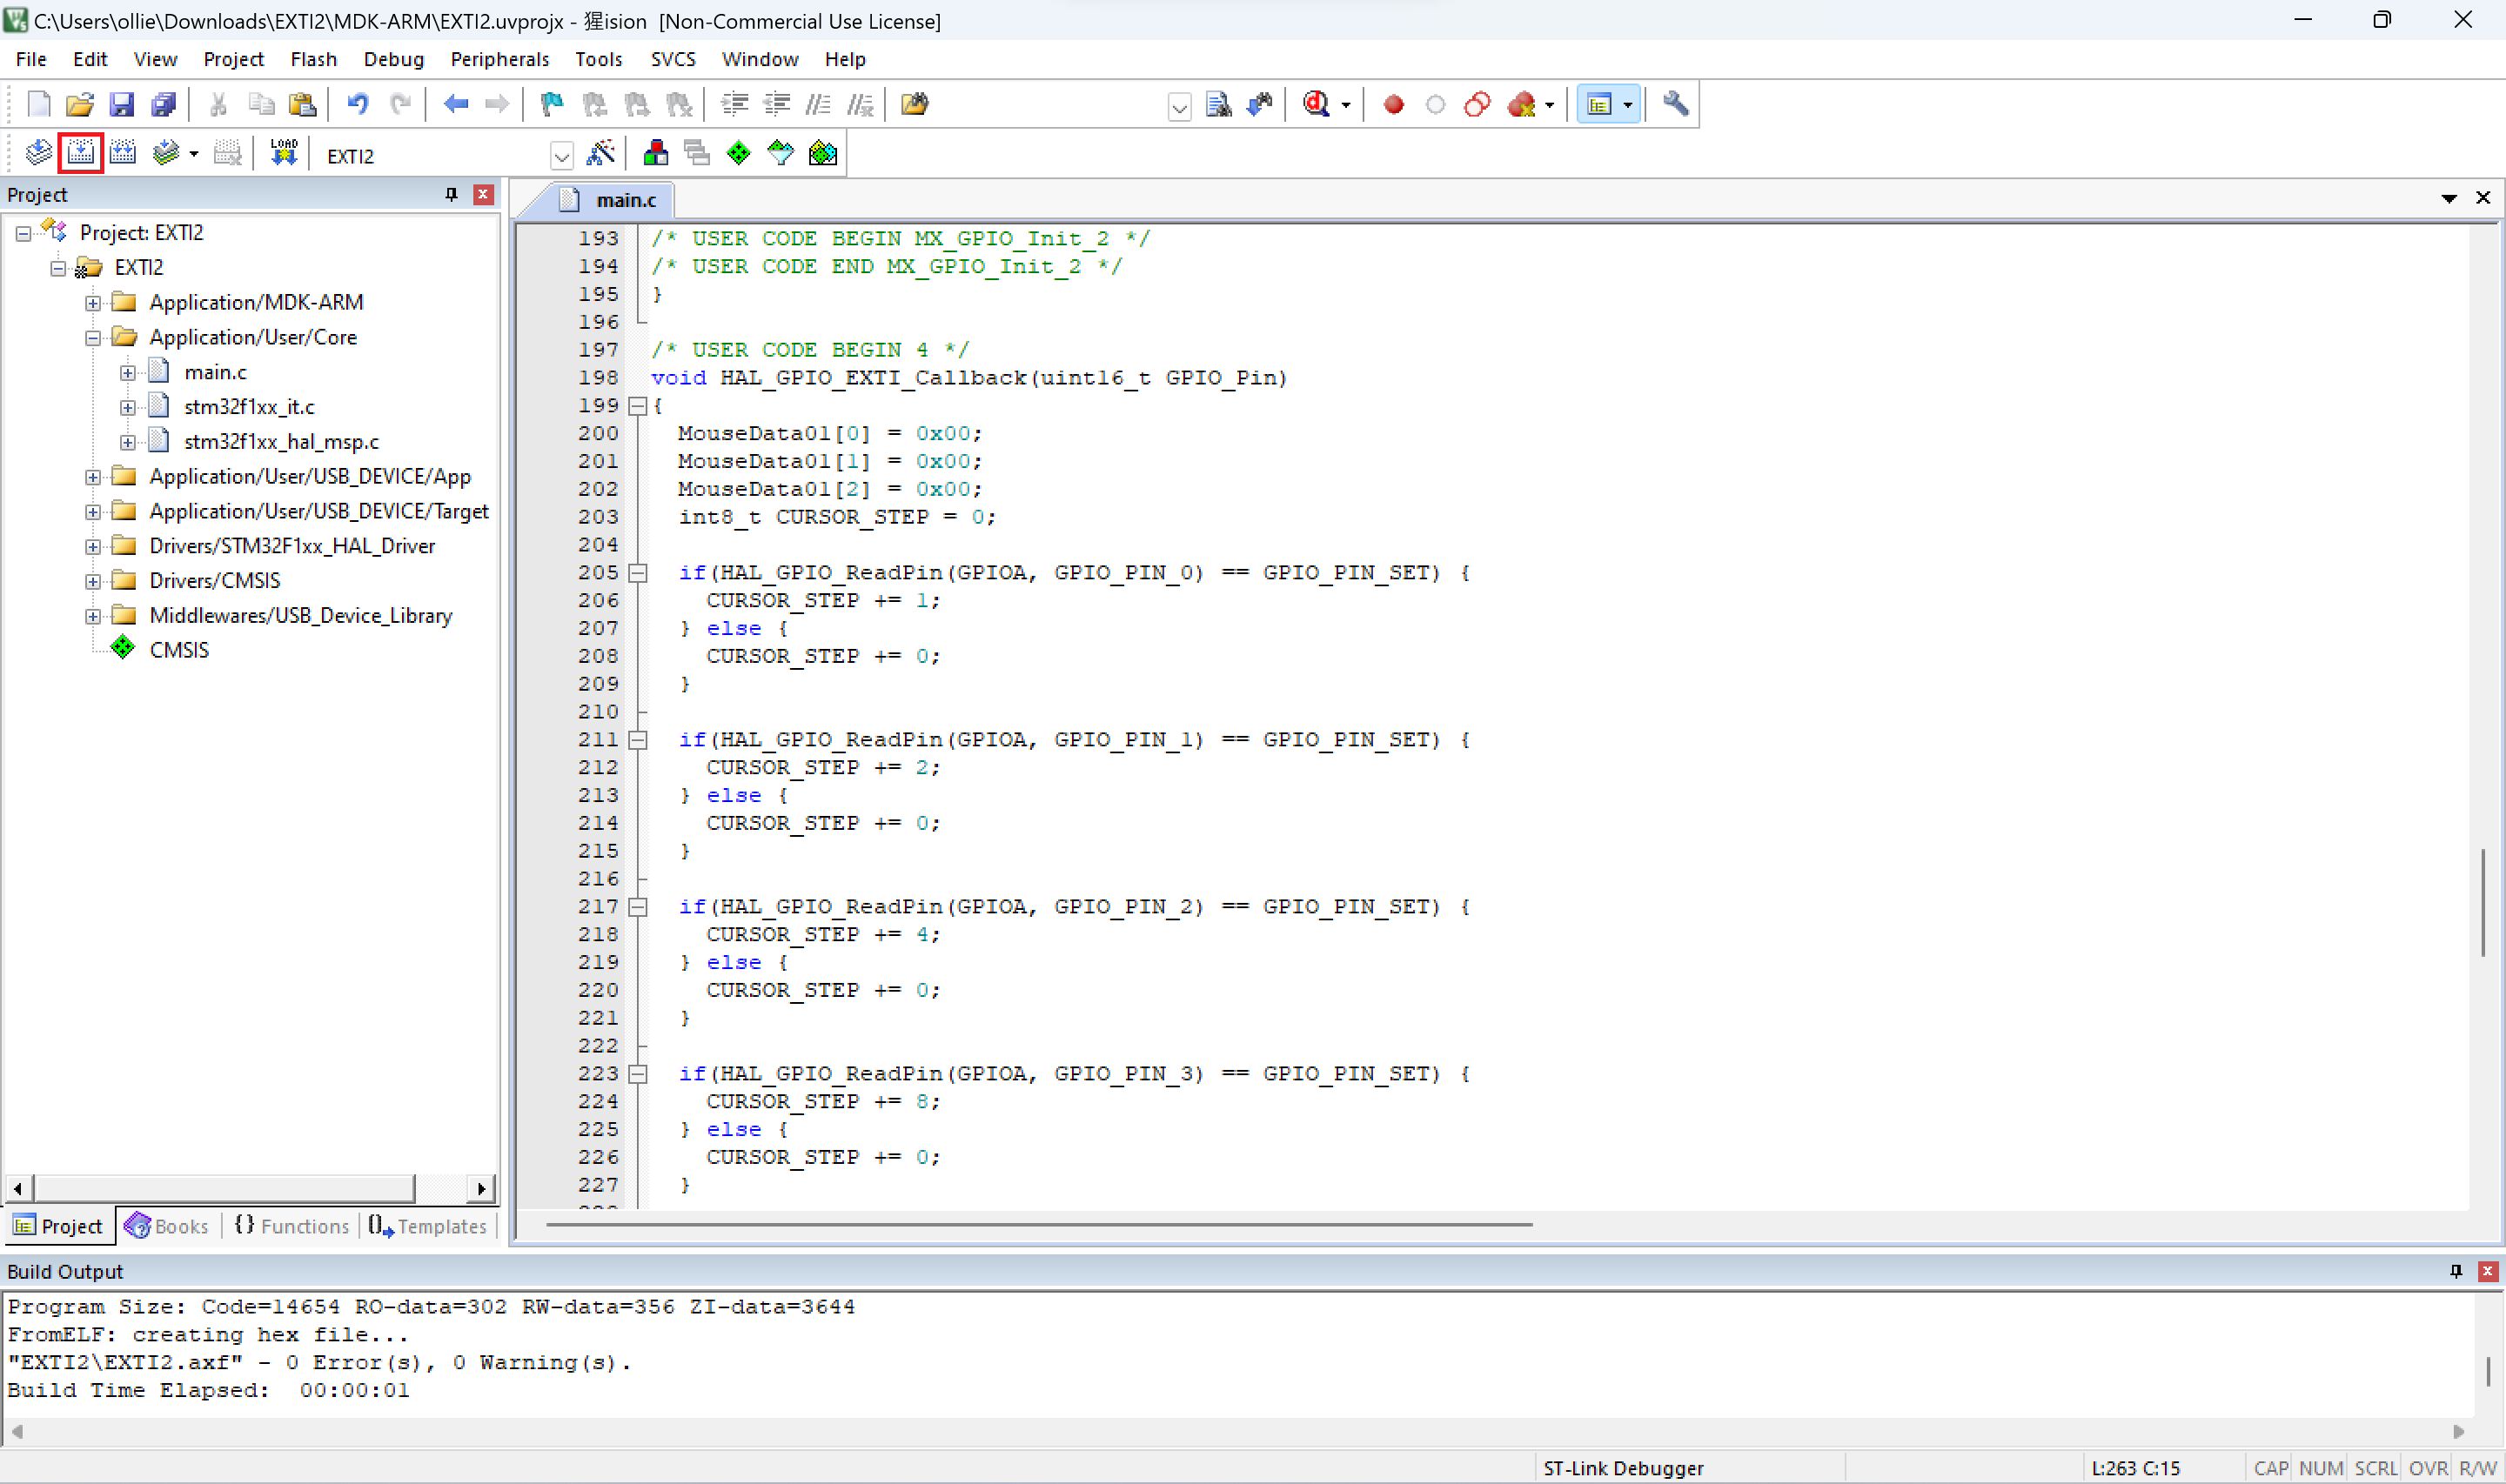 C:\Users\ollie\Downloads\EXTI2\MDK-ARM\EXTI2.uvprojx - 猩ision [Non-Commercial Use License]
File Edit View Project Flash Debug Peripherals Tools SVCS Window Help
LOAD EXTI2
Project
Project: EXTI2
EXTI2
Application/MDK-ARM
Application/User/Core
main.c
stm32f1xx_it.c
stm32f1xx_hal_msp.c
Application/User/USB_DEVICE/App
Application/User/USB_DEVICE/Target
Drivers/STM32F1xx_HAL_Driver
Drivers/CMSIS
Middlewares/USB_Device_Library
CMSIS
Project Books Functions Templates
main.c
193 /* USER CODE BEGIN MX_GPIO_Init_2 */
194 /* USER CODE END MX_GPIO_Init_2 */
195 }
196
197 /* USER CODE BEGIN 4 */
198 void HAL_GPIO_EXTI_Callback(uint16_t GPIO_Pin)
199 {
200 MouseData01[0] = 0x00;
201 MouseData01[1] = 0x00;
202 MouseData01[2] = 0x00;
203 int8_t CURSOR_STEP = 0;
204
205 if(HAL_GPIO_ReadPin(GPIOA, GPIO_PIN_0) == GPIO_PIN_SET) {
206 CURSOR_STEP += 1;
207 } else {
208 CURSOR_STEP += 0;
209 }
210
211 if(HAL_GPIO_ReadPin(GPIOA, GPIO_PIN_1) == GPIO_PIN_SET) {
212 CURSOR_STEP += 2;
213 } else {
214 CURSOR_STEP += 0;
215 }
216
217 if(HAL_GPIO_ReadPin(GPIOA, GPIO_PIN_2) == GPIO_PIN_SET) {
218 CURSOR_STEP += 4;
219 } else {
220 CURSOR_STEP += 0;
221 }
222
223 if(HAL_GPIO_ReadPin(GPIOA, GPIO_PIN_3) == GPIO_PIN_SET) {
224 CURSOR_STEP += 8;
225 } else {
226 CURSOR_STEP += 0;
227 }
Build Output
Program Size: Code=14654 RO-data=302 RW-data=356 ZI-data=3644
FromELF: creating hex file...
"EXTI2\EXTI2.axf" - 0 Error(s), 0 Warning(s).
Build Time Elapsed: 00:00:01
ST-Link Debugger L:263 C:15 CAP NUM SCRL OVR R/W